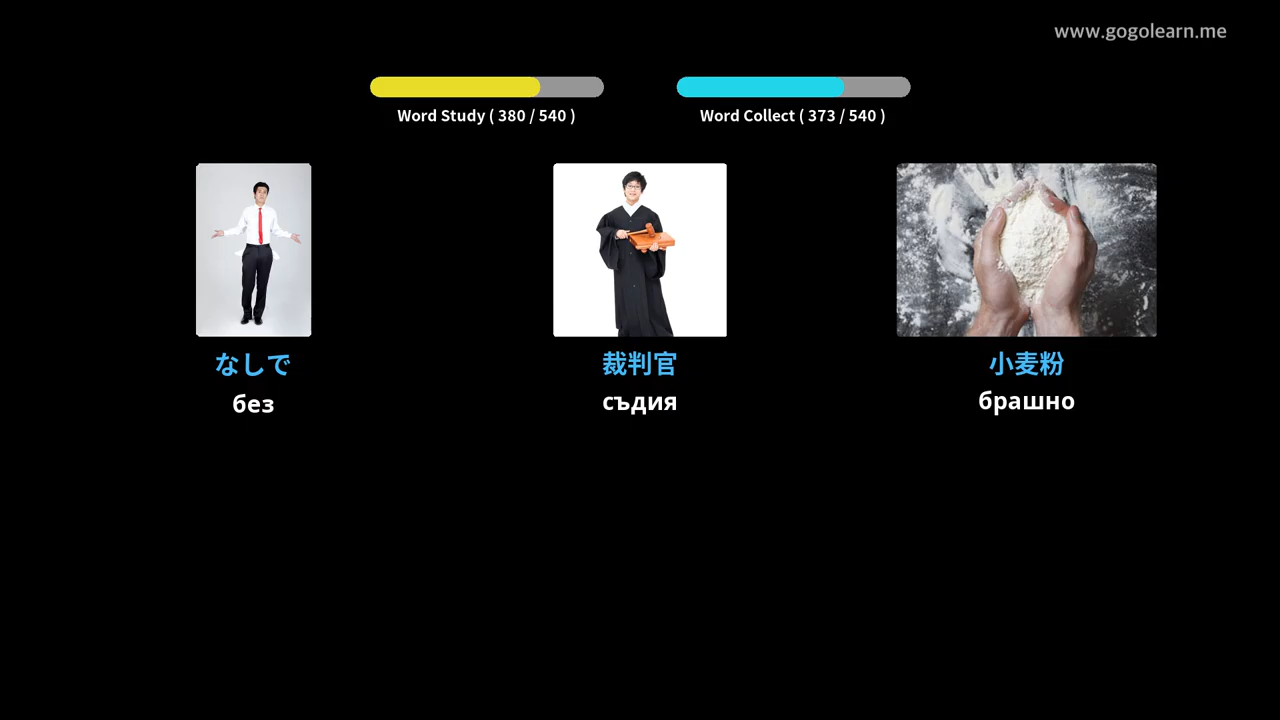 www.gogolearn.me
Word Study ( 380 / 540 )
Word Collect ( 373 / 540 )
なしで
без
裁判官
съдия
小麦粉
брашно